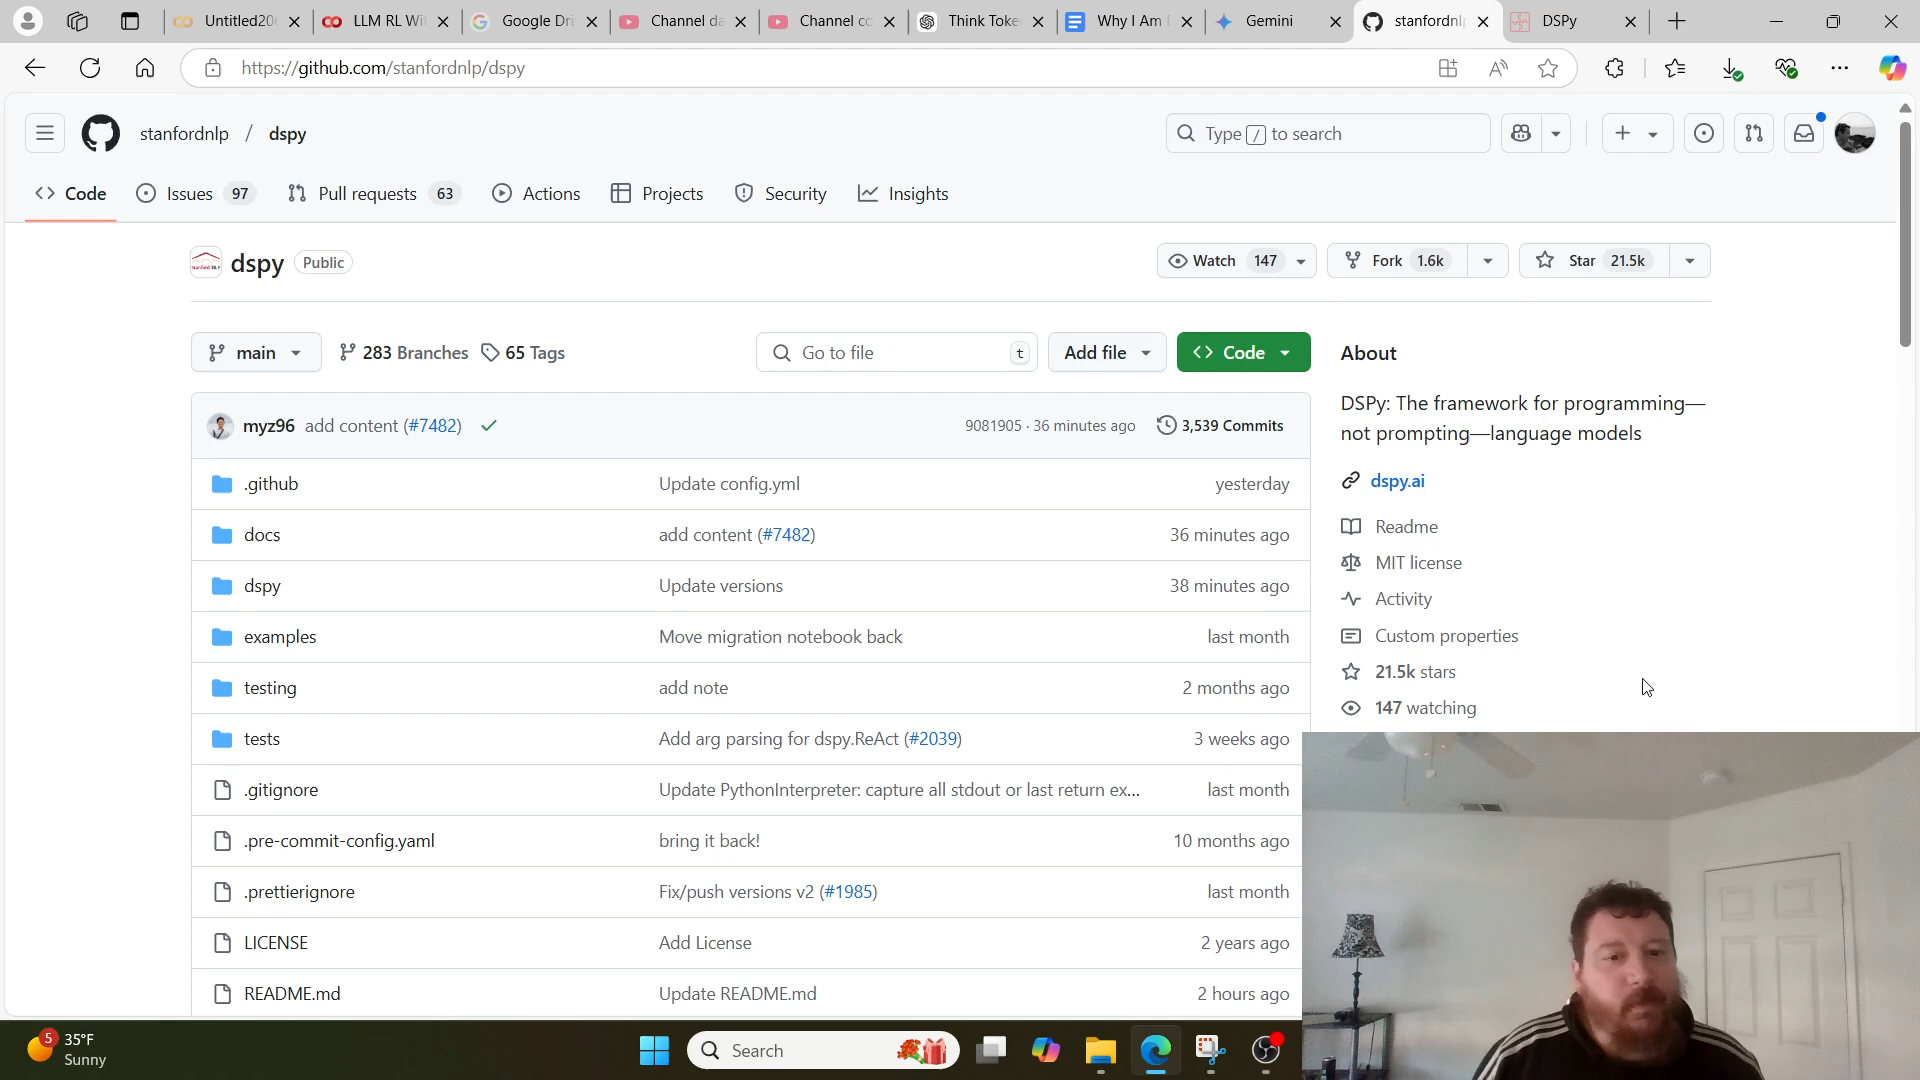 Untitled20
LLM RL Wi
Google Dri
Channel da
Channel co
Think Toke
Why I Am
Gemini
stanfordnl
DSPy
https://github.com/stanfordnlp/dspy
stanfordnlp / dspy
Type / to search
Code
Issues 97
Pull requests 63
Actions
Projects
Security
Insights
dspy Public
Watch 147
Fork 1.6k
Star 21.5k
main
283 Branches
65 Tags
Go to file t
Add file
Code
About
DSPy: The framework for programming—
not prompting—language models
dspy.ai
Readme
MIT license
Activity
Custom properties
21.5k stars
147 watching
myz96 add content (#7482) 9081905 · 36 minutes ago 3,539 Commits
.github Update config.yml yesterday
docs add content (#7482) 36 minutes ago
dspy Update versions 38 minutes ago
examples Move migration notebook back last month
testing add note 2 months ago
tests Add arg parsing for dspy.ReAct (#2039) 3 weeks ago
.gitignore Update PythonInterpreter: capture all stdout or last return ex... last month
.pre-commit-config.yaml bring it back! 10 months ago
.prettierignore Fix/push versions v2 (#1985) last month
LICENSE Add License 2 years ago
README.md Update README.md 2 hours ago
5
35°F
Sunny
Search